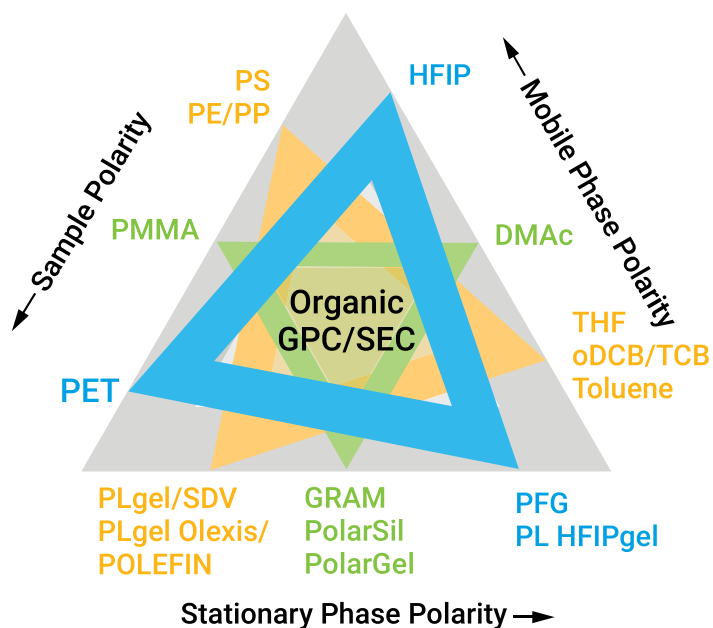 HFIP
PS
PE/PP
Mobile Phase Polarity
Sample Polarity
PMMA
DMAc
Organic
GPC/SEC
THF
oDCB/TCB
Toluene
PET
PLgel/SDV
PLgel Olexis/
POLEFIN
GRAM
PolarSil
PolarGel
PFG
PL HFIPgel
Stationary Phase Polarity